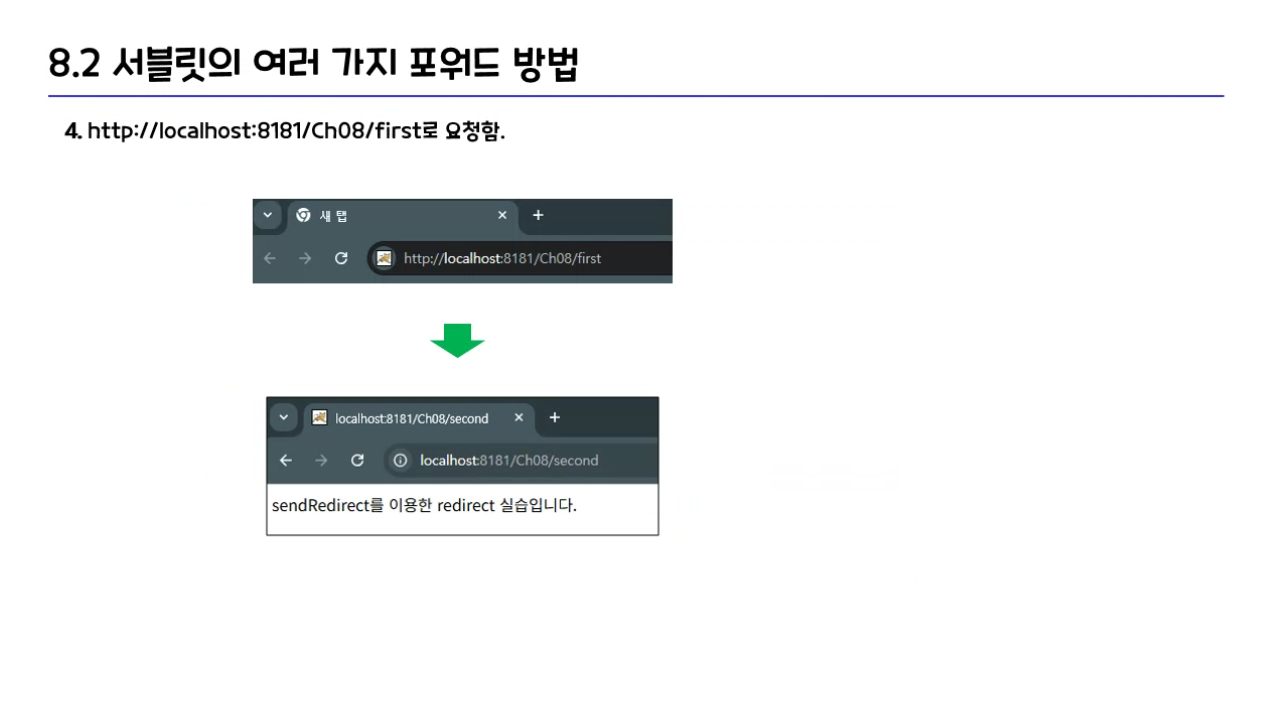 8.2 서블릿의 여러 가지 포워드 방법
4. http://localhost:8181/Ch08/first로 요청함.
새 탭
http://localhost:8181/Ch08/first
localhost:8181/Ch08/second
localhost:8181/Ch08/second
sendRedirect를 이용한 redirect 실습입니다.